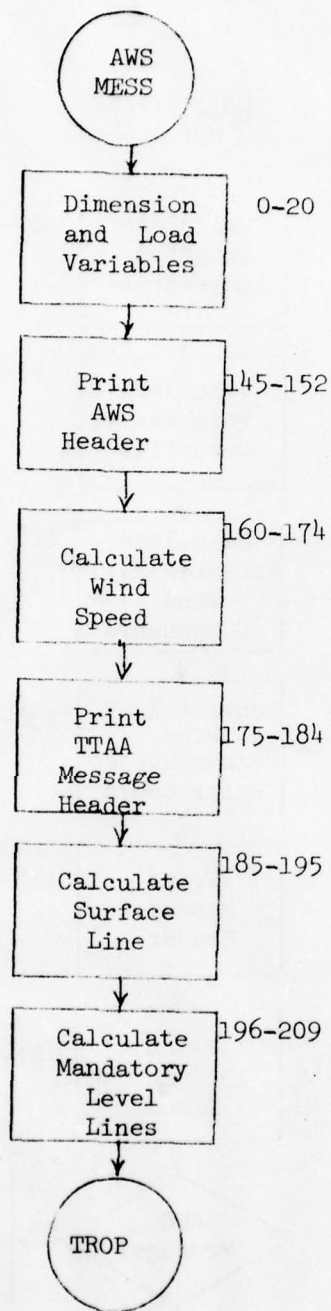 AWS
MESS
Dimension
and Load
Variables
0-20
Print
AWS
Header
145-152
Calculate
Wind
Speed
160-174
Print
TTAA
Message
Header
175-184
Calculate
Surface
Line
185-195
Calculate
Mandatory
Level
Lines
196-209
TROP